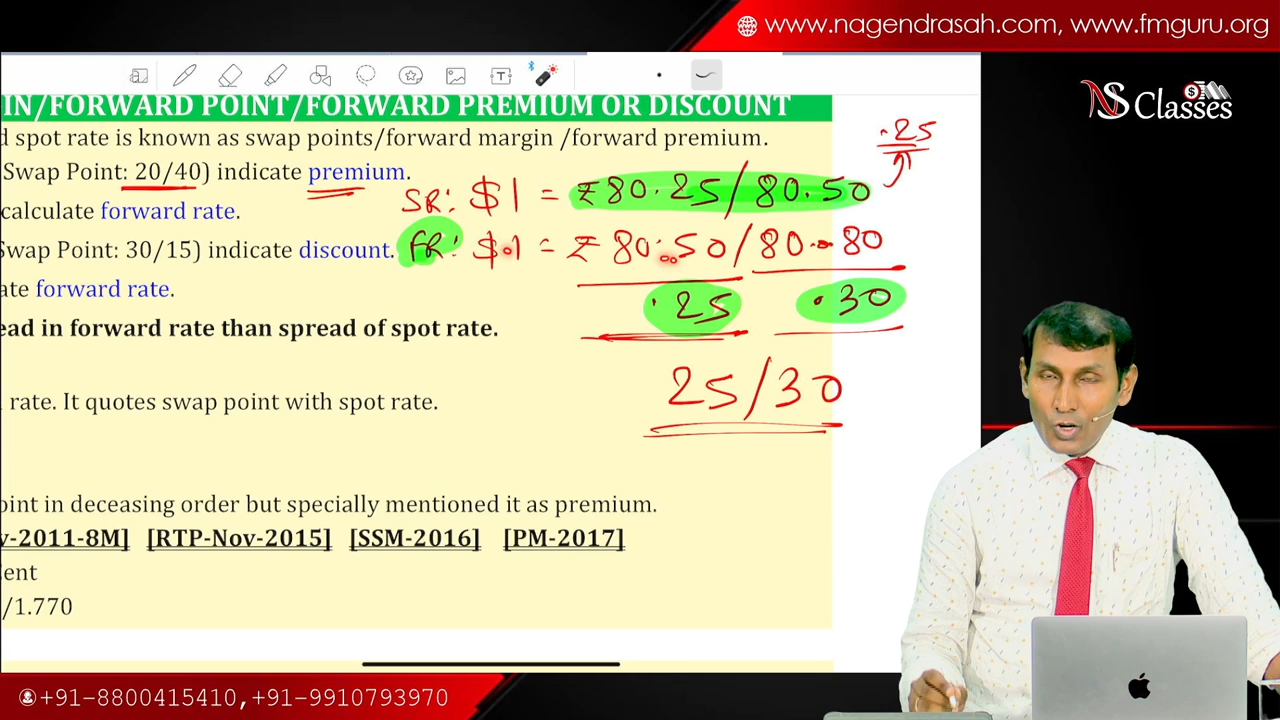 www.nagendrasah.com, www.fmguru.org
NS Classes
IN/FORWARD POINT/FORWARD PREMIUM OR DISCOUNT
d spot rate is known as swap points/forward margin /forward premium.
.25
Swap Point: 20/40) indicate premium.
SR: $1 = ₹80.25/80.50
calculate forward rate.
Swap Point: 30/15) indicate discount.
FR: $1 = ₹80.50/80.80
ate forward rate.
.25 .30
ead in forward rate than spread of spot rate.
25/30
rate. It quotes swap point with spot rate.
oint in deceasing order but specially mentioned it as premium.
v-2011-8M] [RTP-Nov-2015] [SSM-2016] [PM-2017]
Cent
/1.770
+91-8800415410,+91-9910793970